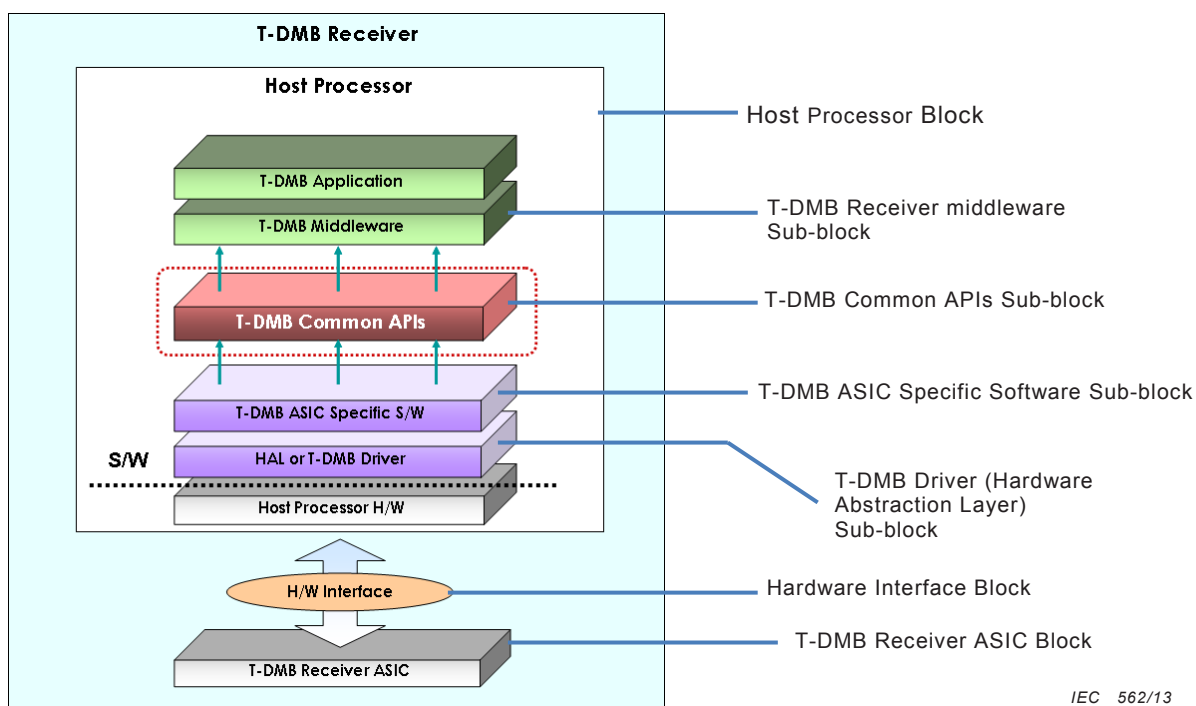 T-DMB Receiver
Host Processor
Host Processor Block
T-DMB Application
T-DMB Middleware
T-DMB Receiver middleware
Sub-block
T-DMB Common APIs
T-DMB Common APIs Sub-block
T-DMB ASIC Specific S/W
T-DMB ASIC Specific Software Sub-block
S/W
HAL or T-DMB Driver
T-DMB Driver (Hardware
Abstraction Layer)
Sub-block
Host Processor H/W
H/W Interface
Hardware Interface Block
T-DMB Receiver ASIC
T-DMB Receiver ASIC Block
IEC 562/13